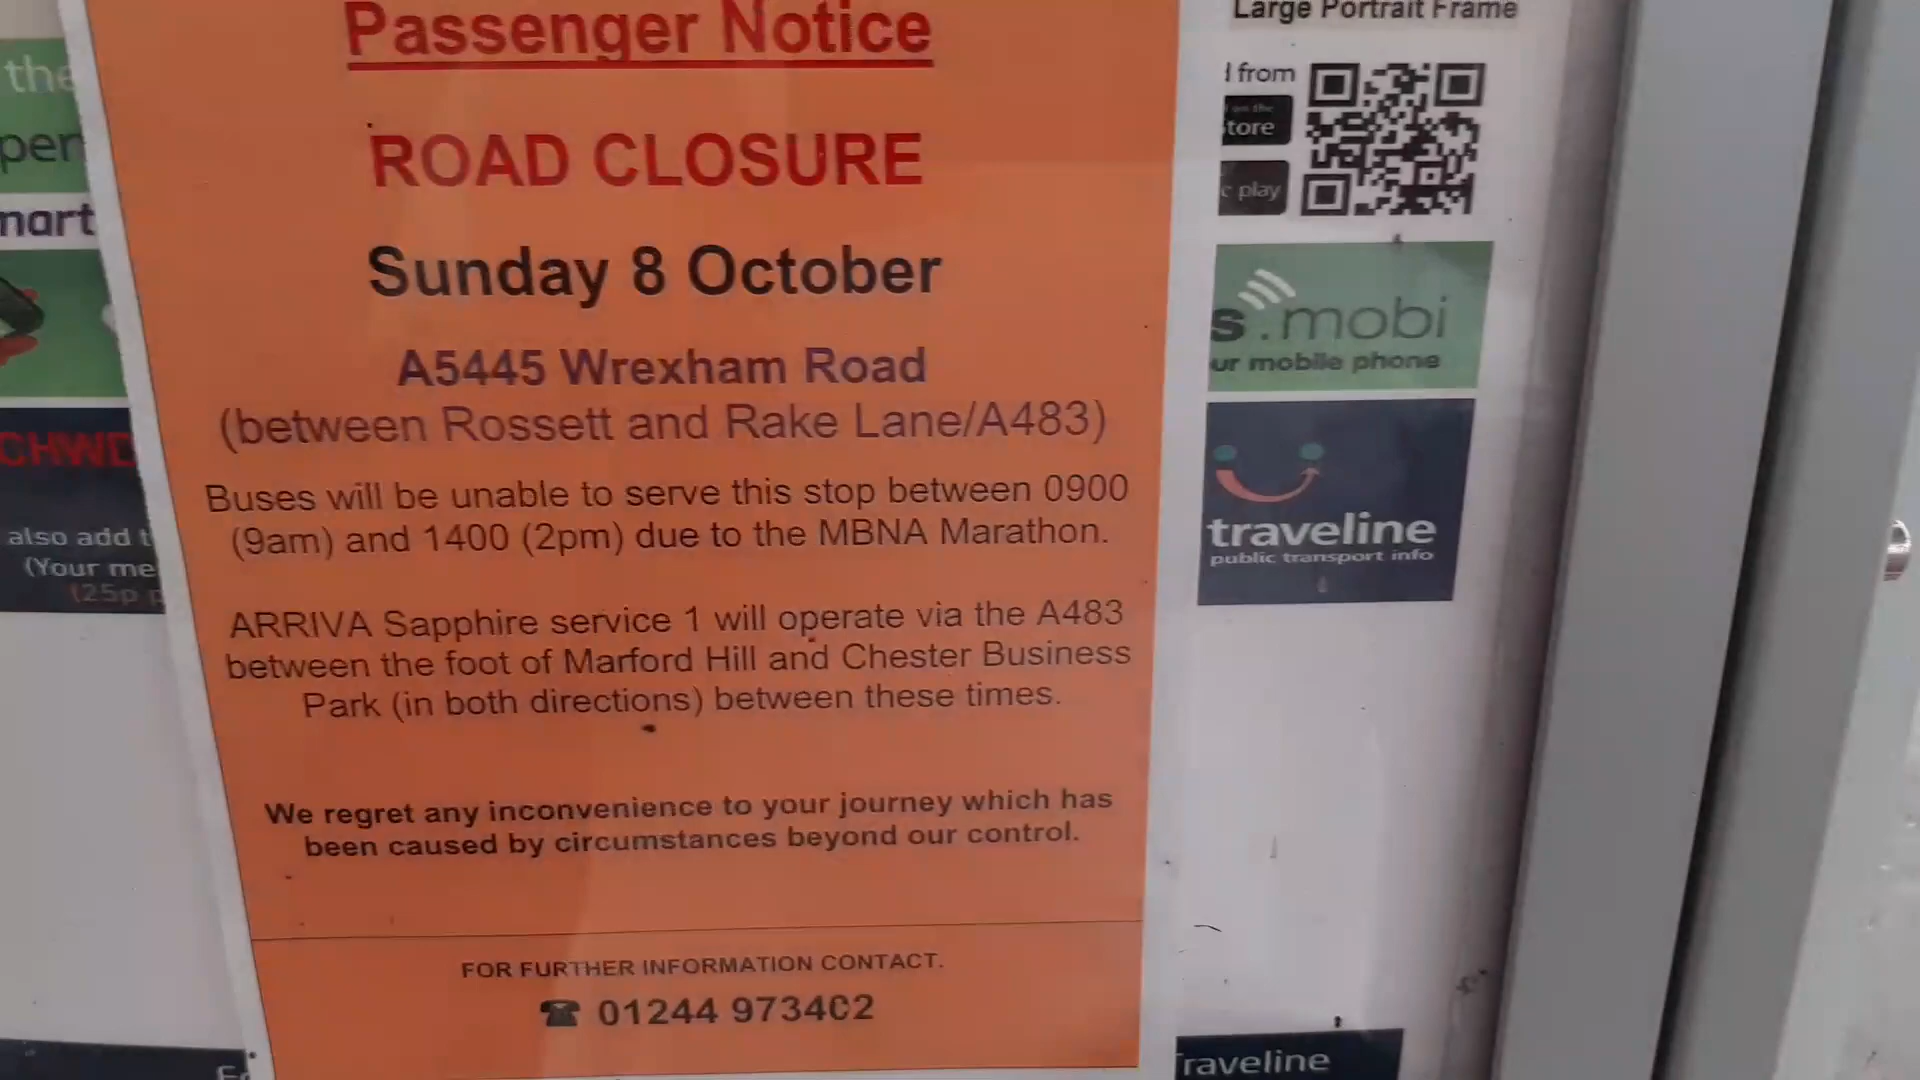 Passenger Notice
ROAD CLOSURE
Sunday 8 October
A5445 Wrexham Road
(between Rossett and Rake Lane/A483)
Buses will be unable to serve this stop between 0900
(9am) and 1400 (2pm) due to the MBNA Marathon.
ARRIVA Sapphire service 1 will operate via the A483
between the foot of Marford Hill and Chester Business
Park (in both directions) between these times.
We regret any inconvenience to your journey which has
been caused by circumstances beyond our control.
FOR FURTHER INFORMATION CONTACT.
☎ 01244 973402
the
per
mart
CHWD
also add t
(Your me
(25p p
Large Portrait Frame
d from
on the
tore
play
s.mobi
ur mobile phone
traveline
public transport info
Traveline